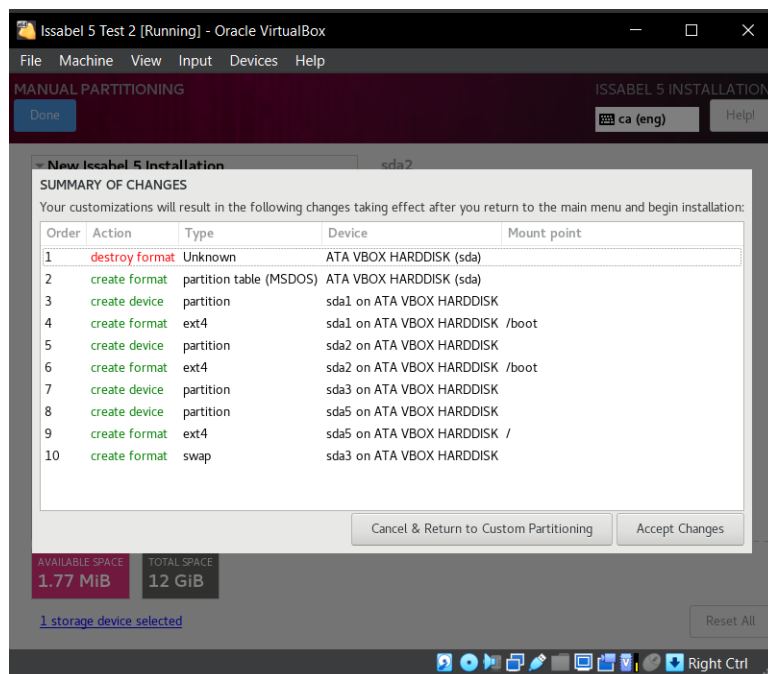 Issabel 5 Test 2 [Running] - Oracle VirtualBox
File Machine View Input Devices Help
MANUAL PARTITIONING ISSABEL 5 INSTALLATION
Done ca (eng) Help!
New Issabel 5 Installation sda2
SUMMARY OF CHANGES
Your customizations will result in the following changes taking effect after you return to the main menu and begin installation:
Order Action Type Device Mount point
1 destroy format Unknown ATA VBOX HARDDISK (sda)
2 create format partition table (MSDOS) ATA VBOX HARDDISK (sda)
3 create device partition sda1 on ATA VBOX HARDDISK
4 create format ext4 sda1 on ATA VBOX HARDDISK /boot
5 create device partition sda2 on ATA VBOX HARDDISK
6 create format ext4 sda2 on ATA VBOX HARDDISK /boot
7 create device partition sda3 on ATA VBOX HARDDISK
8 create device partition sda5 on ATA VBOX HARDDISK
9 create format ext4 sda5 on ATA VBOX HARDDISK /
10 create format swap sda3 on ATA VBOX HARDDISK
Cancel & Return to Custom Partitioning Accept Changes
AVAILABLE SPACE TOTAL SPACE
1.77 MiB 12 GiB
1 storage device selected Reset All
Right Ctrl